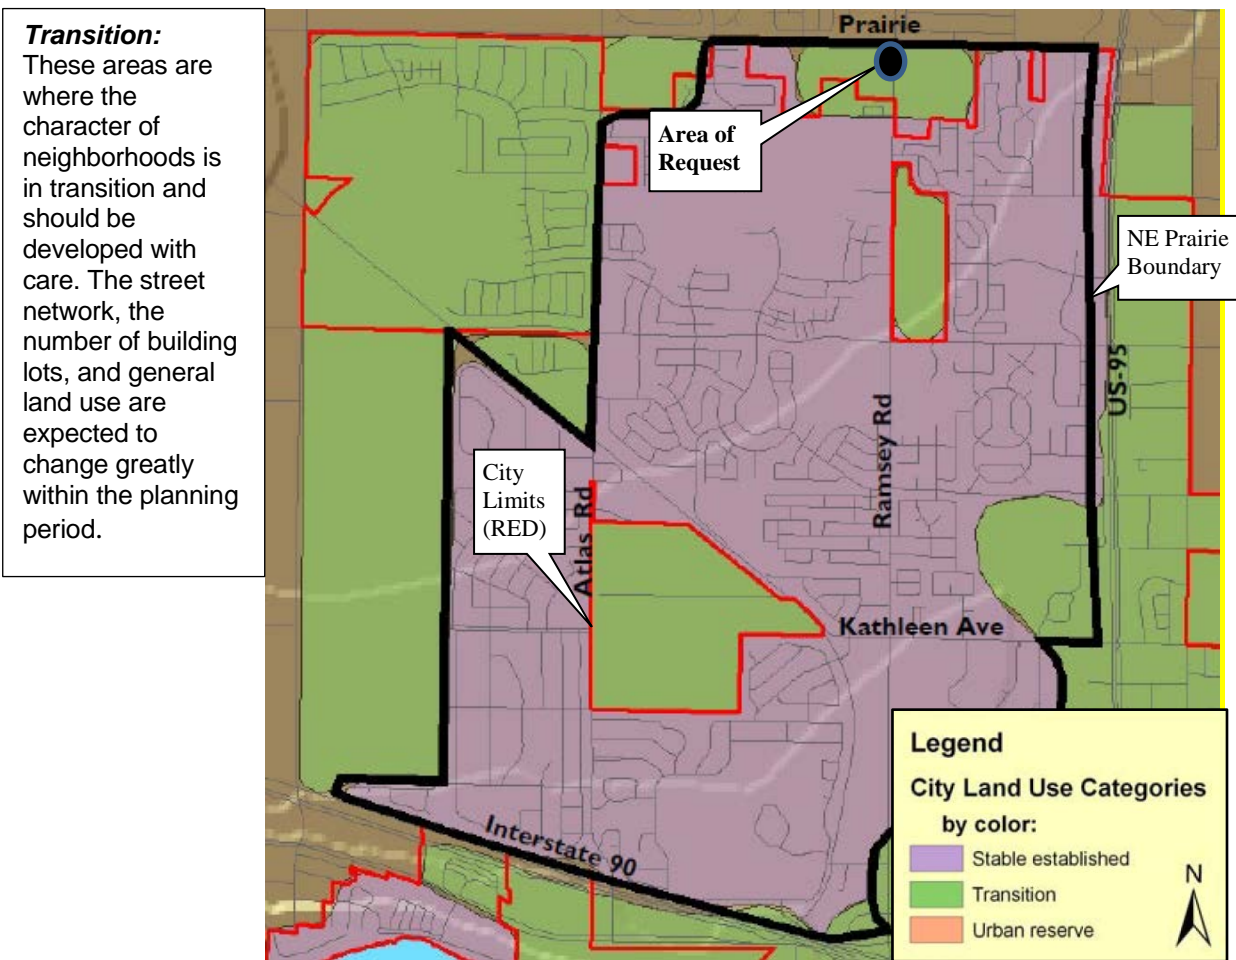 Transition:
These areas are
where the
character of
neighborhoods is
in transition and
should be
developed with
care. The street
network, the
number of building
lots, and general
land use are
expected to
change greatly
within the planning
period.
Prairie
Area of
Request
NE Prairie
Boundary
US-95
Ramsey Rd
City
Limits
(RED)
Atlas Rd
Kathleen Ave
Interstate 90
Legend
City Land Use Categories
by color:
Stable established
Transition
Urban reserve
N